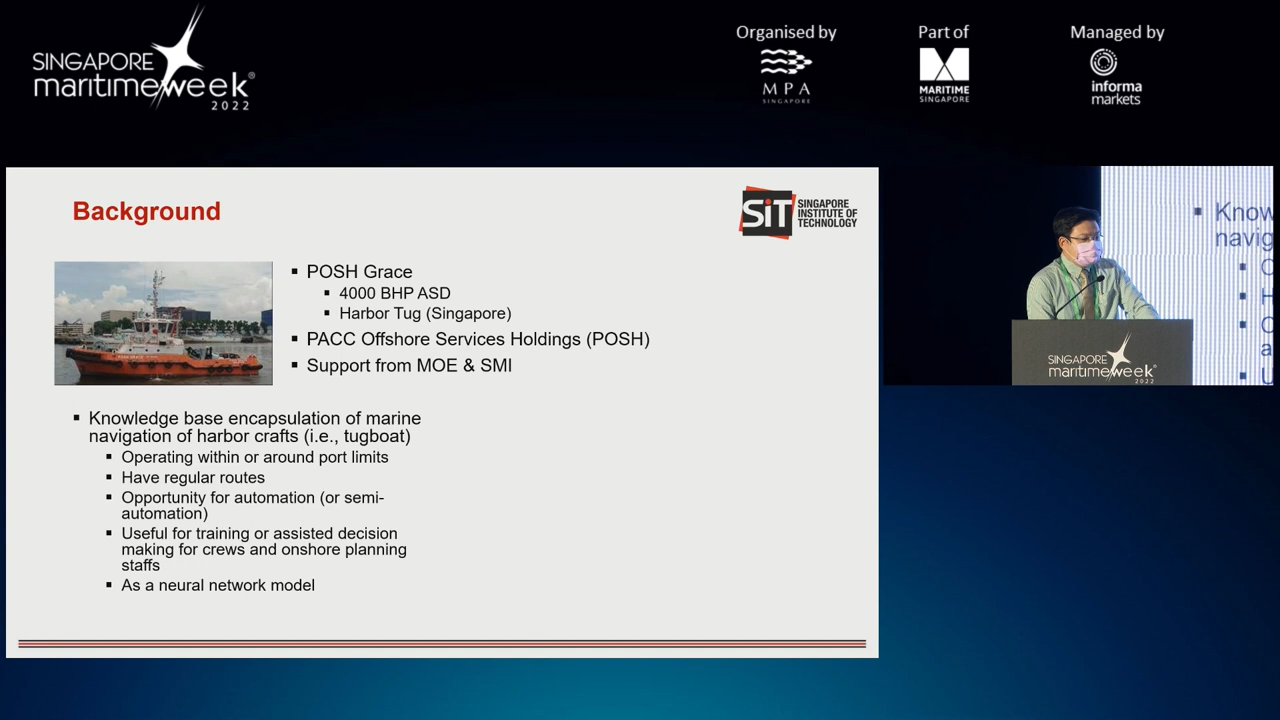 SINGAPORE
maritimeweek®
2022
Organised by
MPA
SINGAPORE
Part of
MARITIME
SINGAPORE
Managed by
informa
markets
Background
SiT
SINGAPORE
INSTITUTE OF
TECHNOLOGY
POSH GRACE
▪ POSH Grace
▪ 4000 BHP ASD
▪ Harbor Tug (Singapore)
▪ PACC Offshore Services Holdings (POSH)
▪ Support from MOE & SMI
▪ Knowledge base encapsulation of marine
navigation of harbor crafts (i.e., tugboat)
▪ Operating within or around port limits
▪ Have regular routes
▪ Opportunity for automation (or semi-
automation)
▪ Useful for training or assisted decision
making for crews and onshore planning
staffs
▪ As a neural network model
▪ Know
navig
SINGAPORE
maritimeweek
2022